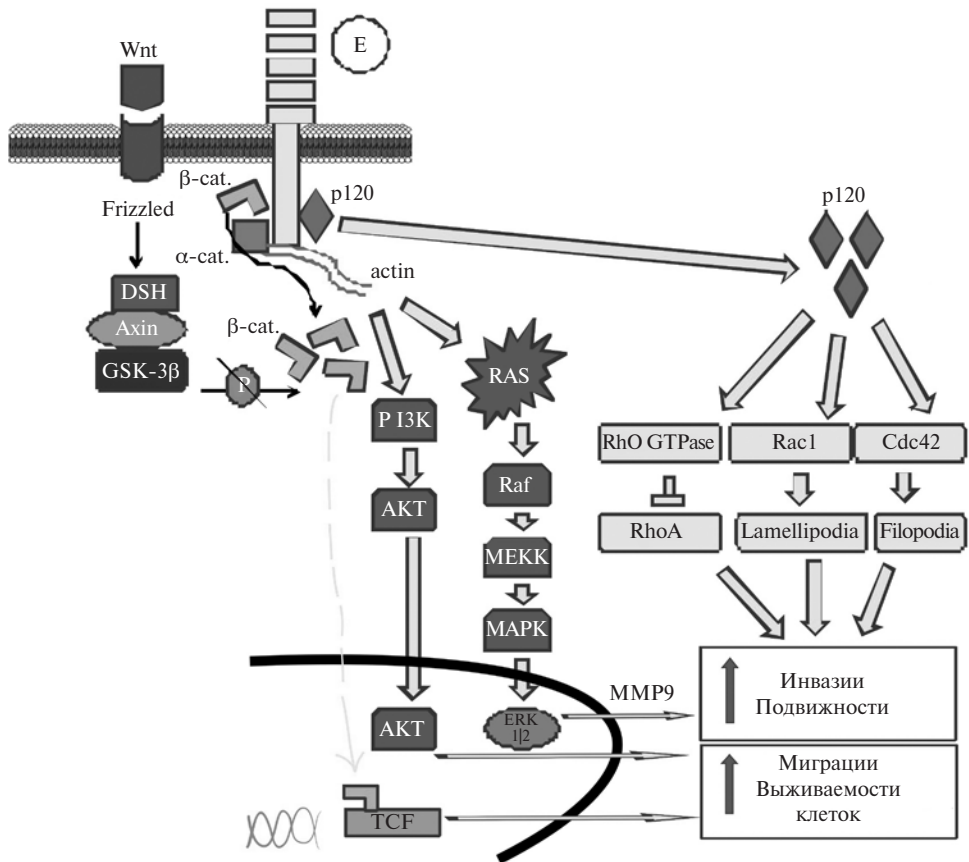 E
Wnt
β-cat.
p120
p120
Frizzled
α-cat.
actin
DSH
Axin
β-cat.
GSK-3β
P
RAS
P I3K
RhO GTPase
Rac1
Cdc42
Raf
AKT
RhoA
Lamellipodia
Filopodia
MEKK
MAPK
MMP9
Инвазии
Подвижности
AKT
ERK
1|2
Миграции
Выживаемости
клеток
TCF